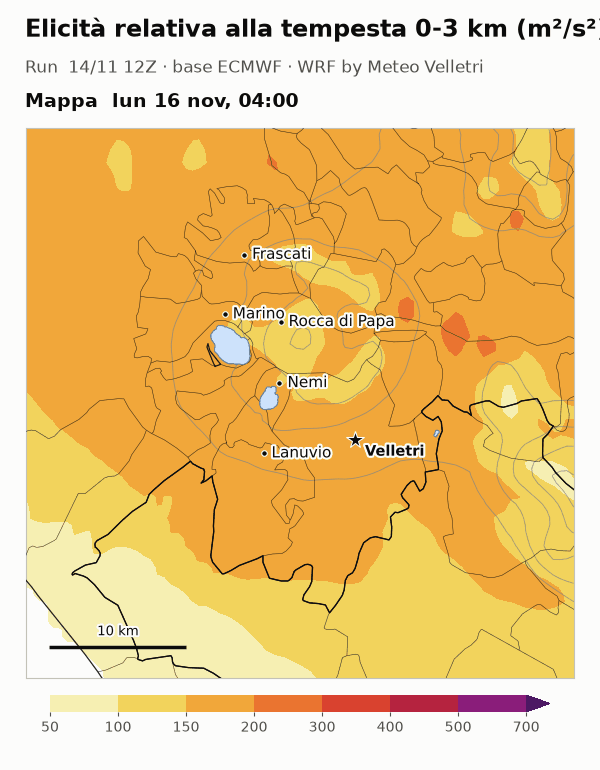 Elicità relativa alla tempesta 0-3 km (m²/s²)
Run 14/11 12Z · base ECMWF · WRF by Meteo Velletri
Mappa lun 16 nov, 04:00
Frascati
Marino
Rocca di Papa
Nemi
Velletri
Lanuvio
10 km
50 100 150 200 300 400 500 700